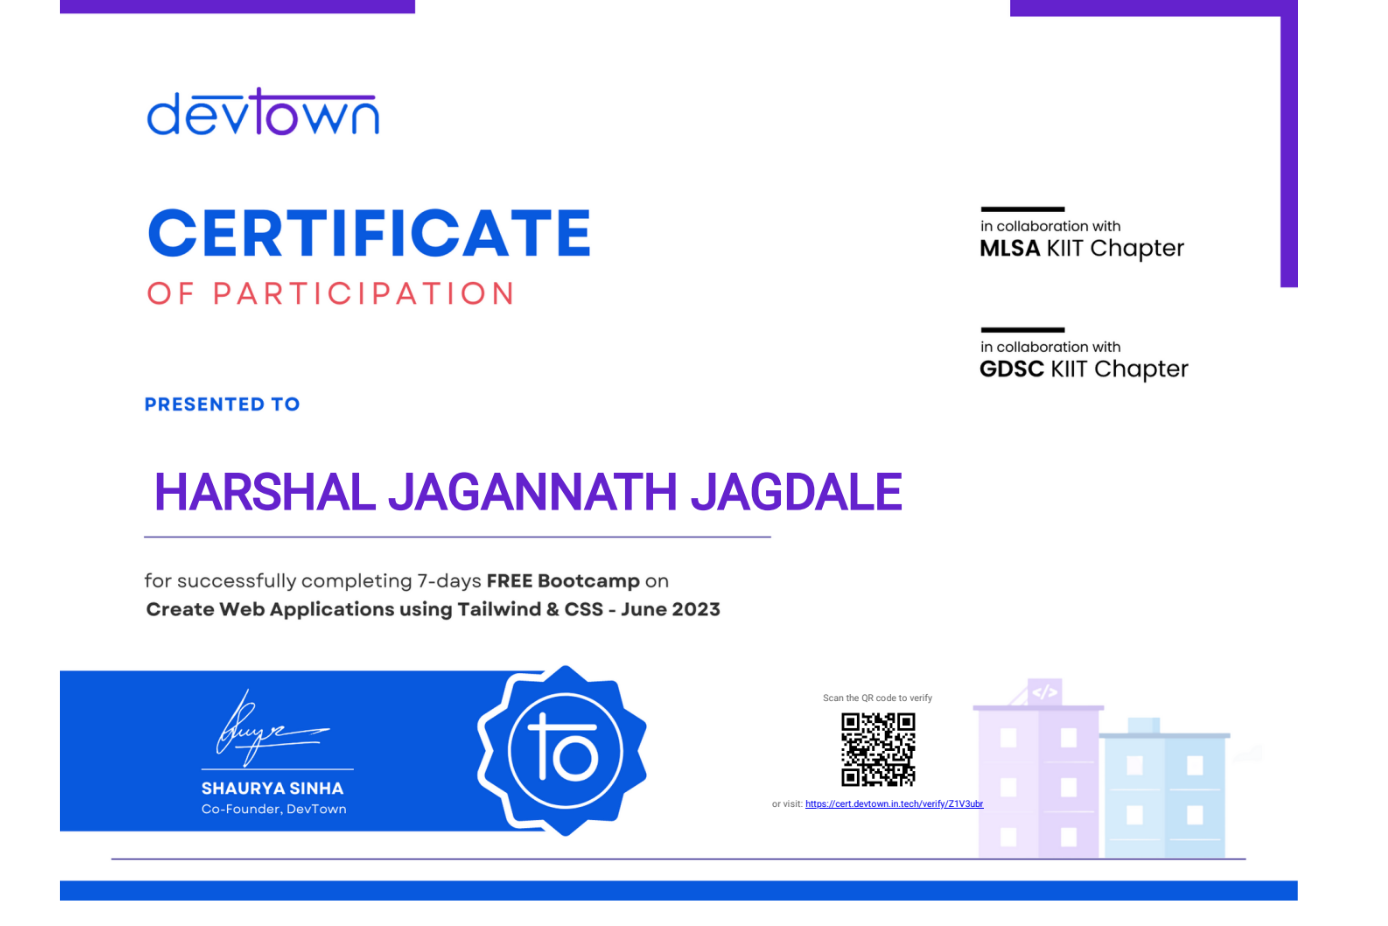 devtown
CERTIFICATE
OF PARTICIPATION
in collaboration with
MLSA KIIT Chapter
in collaboration with
GDSC KIIT Chapter
PRESENTED TO
HARSHAL JAGANNATH JAGDALE
for successfully completing 7-days FREE Bootcamp on
Create Web Applications using Tailwind & CSS - June 2023
SHAURYA SINHA
Co-Founder, DevTown
to
Scan the QR code to verify
or visit: https://cert.devtown.in.tech/verify/Z1V3ubr
</>